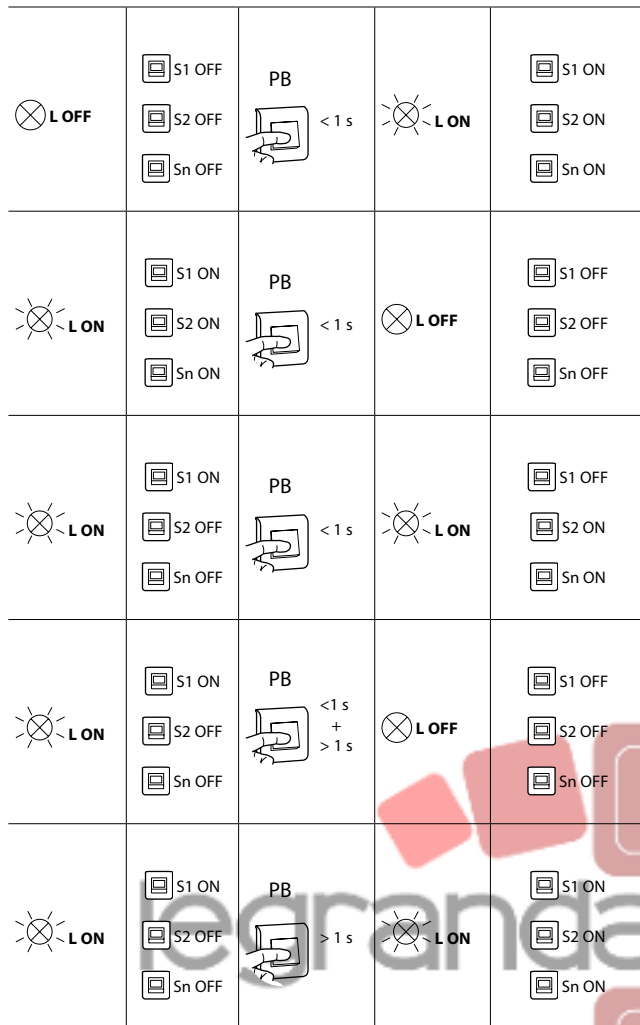 L OFF
S1 OFF
S2 OFF
Sn OFF
PB
< 1 s
L ON
S1 ON
S2 ON
Sn ON
L ON
S1 ON
S2 ON
Sn ON
PB
< 1 s
L OFF
S1 OFF
S2 OFF
Sn OFF
L ON
S1 ON
S2 OFF
Sn OFF
PB
< 1 s
L ON
S1 OFF
S2 ON
Sn ON
L ON
S1 ON
S2 OFF
Sn OFF
PB
<1 s
+
> 1 s
L OFF
S1 OFF
S2 OFF
Sn OFF
L ON
S1 ON
S2 OFF
Sn OFF
PB
> 1 s
L ON
S1 ON
S2 ON
Sn ON
legranda